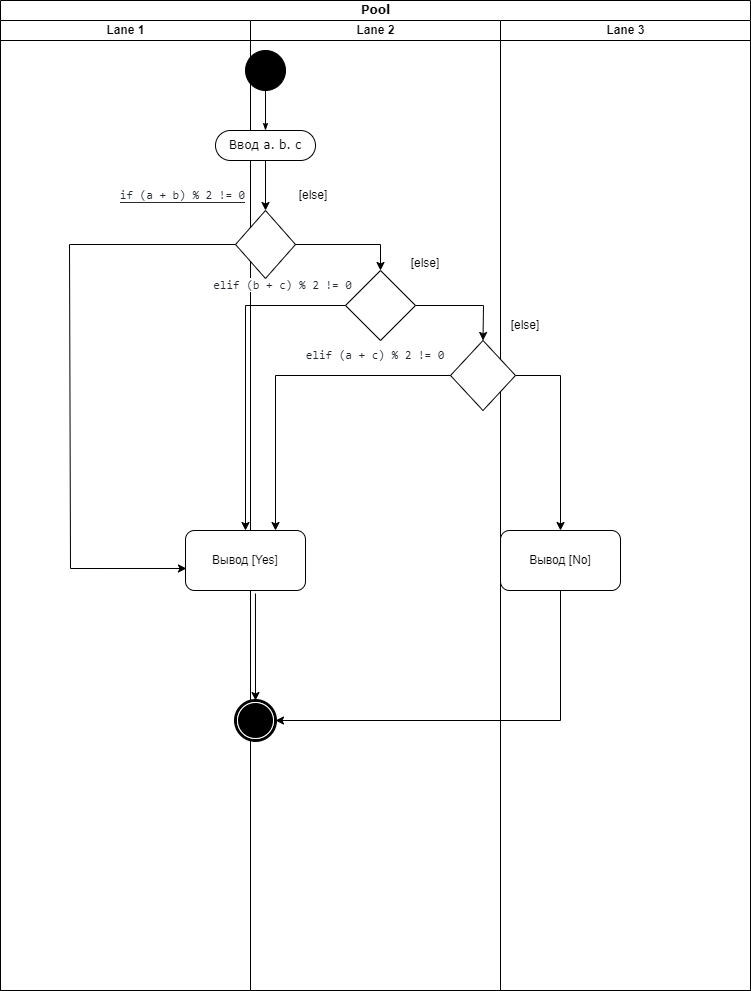 Pool
Lane 1
Lane 2
Lane 3
Ввод a. b. c
if (a + b) % 2 != 0
[else]
[else]
elif (b + c) % 2 != 0
[else]
elif (a + c) % 2 != 0
Вывод [Yes]
Вывод [No]